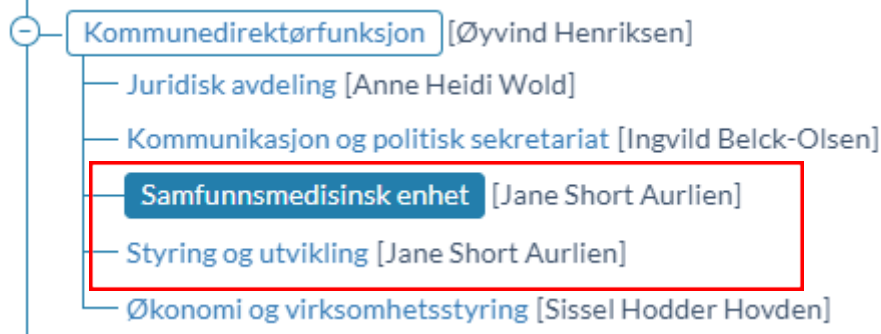 Kommunedirektørfunksjon [Øyvind Henriksen]
Juridisk avdeling [Anne Heidi Wold]
Kommunikasjon og politisk sekretariat [Ingvild Belck-Olsen]
Samfunnsmedisinsk enhet [Jane Short Aurlien]
Styring og utvikling [Jane Short Aurlien]
Økonomi og virksomhetsstyring [Sissel Hodder Hovden]